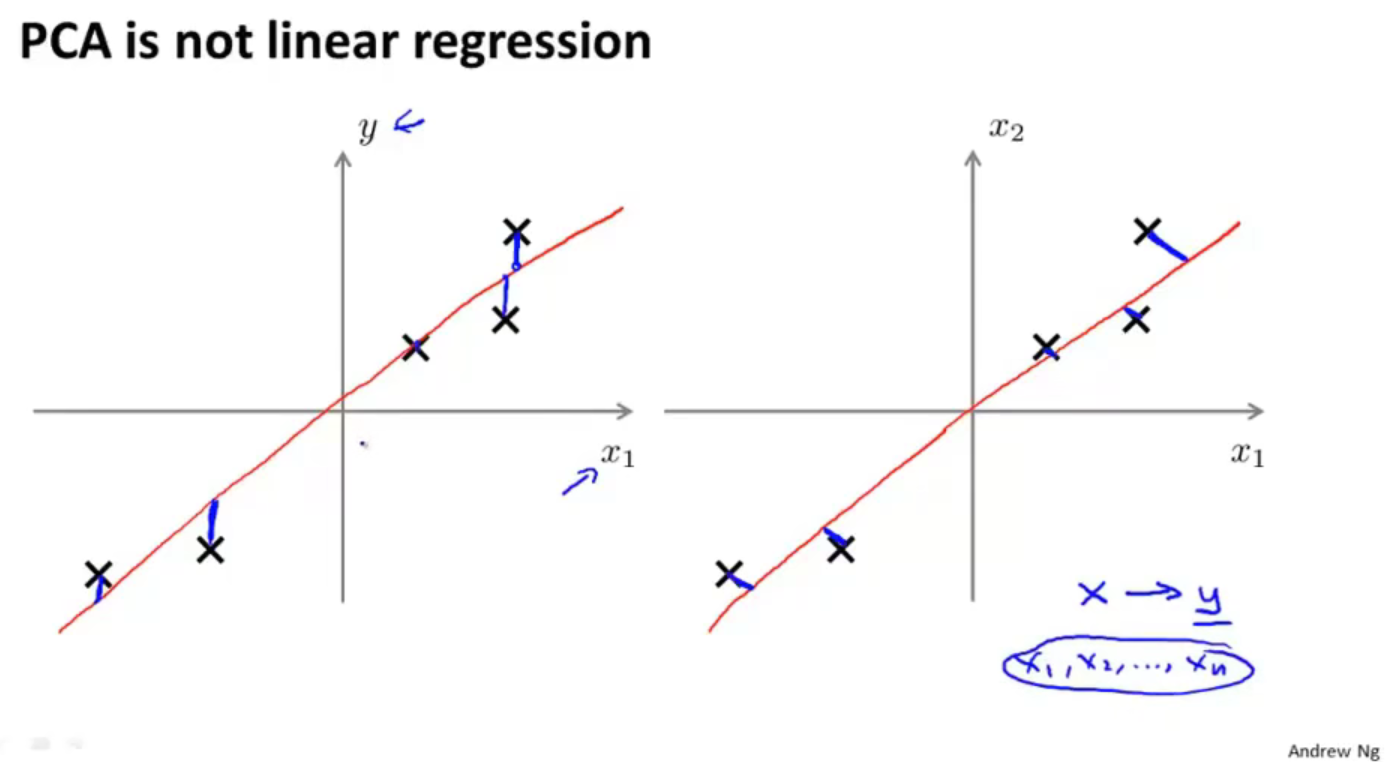 PCA is not linear regression
y ←
x₂
x₁
x₁
x → y
x₁, x₂, ..., xₙ
Andrew Ng